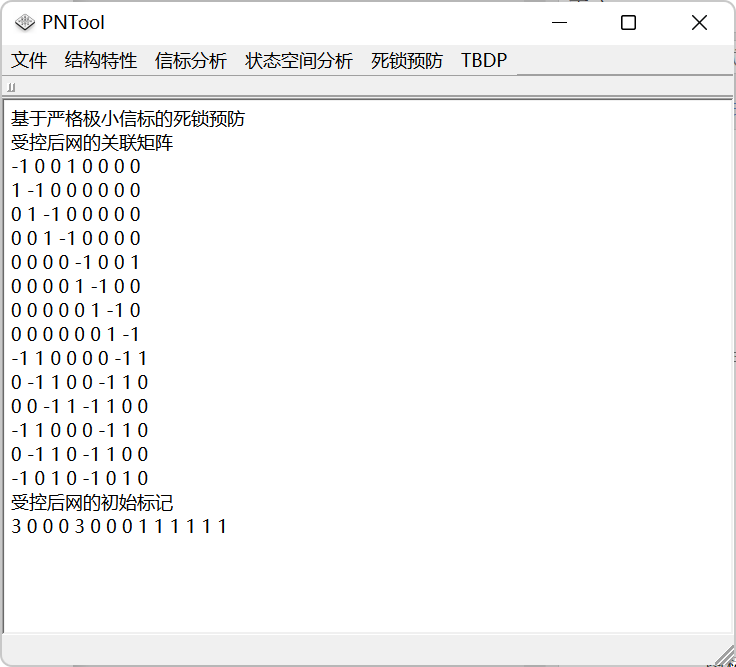 PNTool
文件 结构特性 信标分析 状态空间分析 死锁预防 TBDP
基于严格极小信标的死锁预防
受控后网的关联矩阵
-1 0 0 1 0 0 0 0
1 -1 0 0 0 0 0 0
0 1 -1 0 0 0 0 0
0 0 1 -1 0 0 0 0
0 0 0 0 -1 0 0 1
0 0 0 0 1 -1 0 0
0 0 0 0 0 1 -1 0
0 0 0 0 0 0 1 -1
-1 1 0 0 0 0 -1 1
0 -1 1 0 0 -1 1 0
0 0 -1 1 -1 1 0 0
-1 1 0 0 0 -1 1 0
0 -1 1 0 -1 1 0 0
-1 0 1 0 -1 0 1 0
受控后网的初始标记
3 0 0 0 3 0 0 0 1 1 1 1 1 1